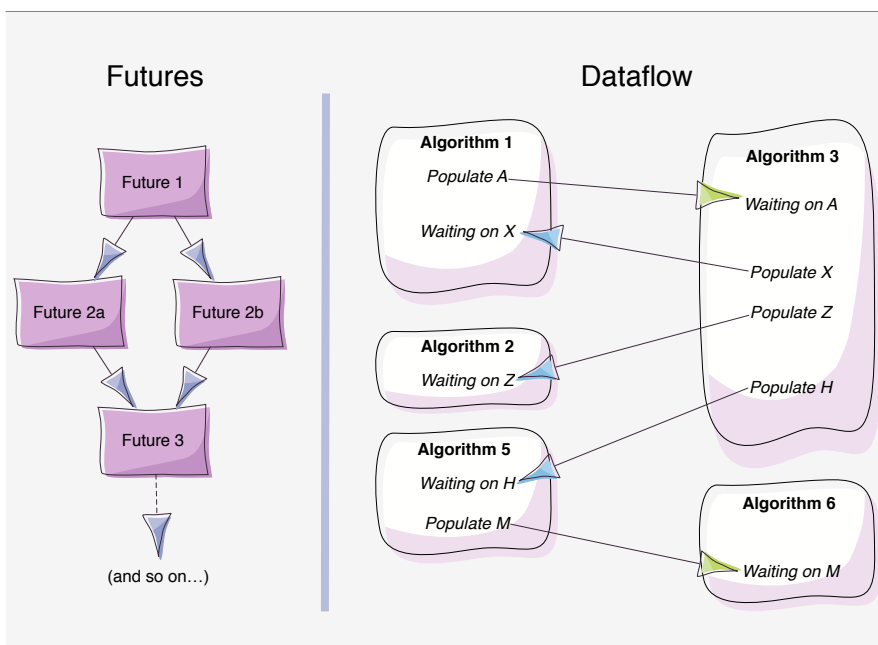 Futures
Future 1
Future 2a
Future 2b
Future 3
(and so on…)
Dataflow
Algorithm 1
Populate A
Waiting on X
Algorithm 2
Waiting on Z
Algorithm 5
Waiting on H
Populate M
Algorithm 3
Waiting on A
Populate X
Populate Z
Populate H
Algorithm 6
Waiting on M